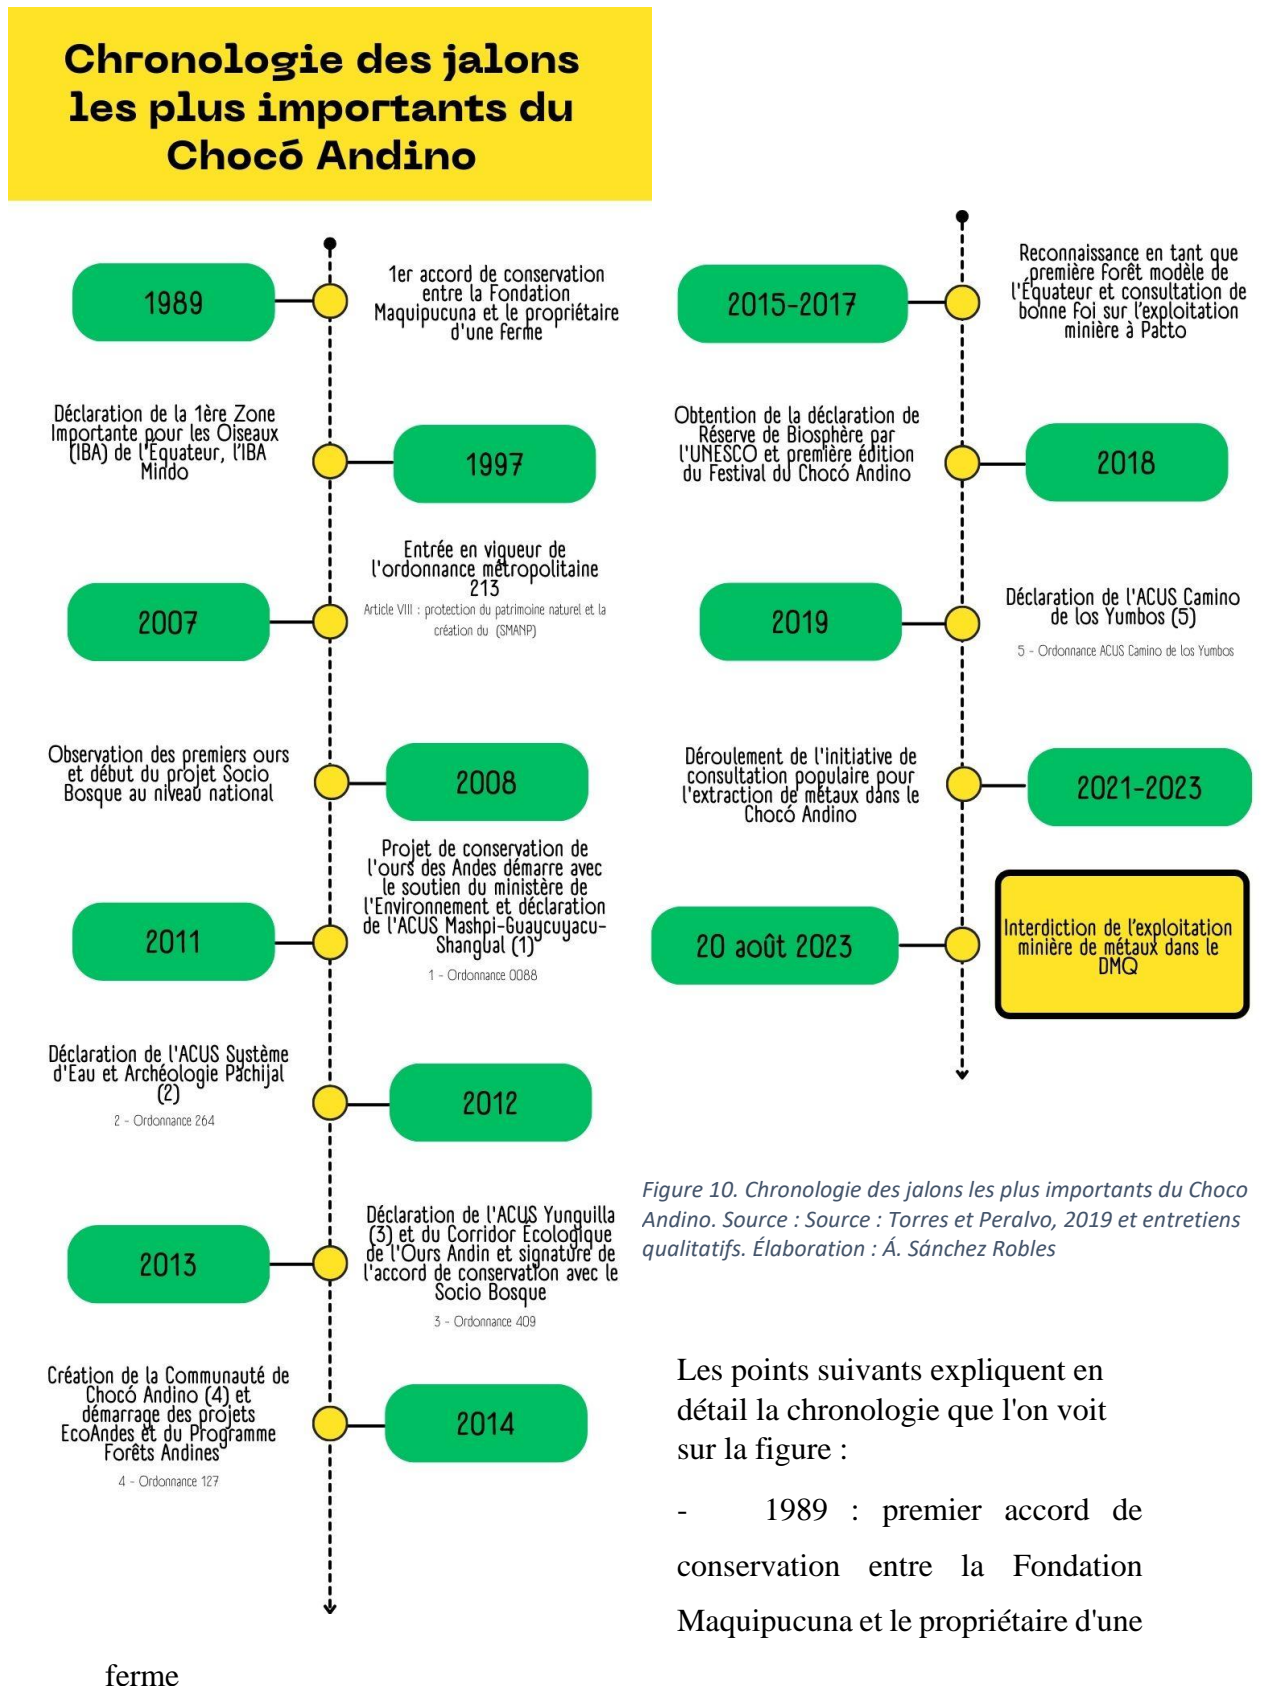 Chronologie des jalons
les plus importants du
Chocó Andino
1989
1er accord de conservation
entre la Fondation
Maquipucuna et le propriétaire
d'une ferme
Déclaration de la 1ère Zone
Importante pour les Oiseaux
(IBA) de l'Équateur, l'IBA
Mindo
1997
Entrée en vigueur de
l'ordonnance métropolitaine
213
Article VIII : protection du patrimoine naturel et la
création du (SMANP)
2007
Observation des premiers ours
et début du projet Socio
Bosque au niveau national
2008
Projet de conservation de
l'ours des Andes démarre avec
le soutien du ministère de
l'Environnement et déclaration
de l'ACUS Mashpi-Guaycuyacu-
Shangual (1)
1 - Ordonnance 0088
2011
Déclaration de l'ACUS Système
d'Eau et Archéologie Pachijal
(2)
2 - Ordonnance 264
2012
Déclaration de l'ACUS Yunguilla
(3) et du Corridor Écologique
de l'Ours Andin et signature de
l'accord de conservation avec le
Socio Bosque
3 - Ordonnance 409
2013
Création de la Communauté de
Chocó Andino (4) et
démarrage des projets
EcoAndes et du Programme
Forêts Andines
4 - Ordonnance 127
2014
2015-2017
Reconnaissance en tant que
première forêt modèle de
l'Équateur et consultation de
bonne foi sur l'exploitation
minière à Pacto
Obtention de la déclaration de
Réserve de Biosphère par
l'UNESCO et première édition
du Festival du Chocó Andino
2018
2019
Déclaration de l'ACUS Camino
de los Yumbos (5)
5 - Ordonnance ACUS Camino de los Yumbos
Déroulement de l'initiative de
consultation populaire pour
l'extraction de métaux dans le
Chocó Andino
2021-2023
20 août 2023
Interdiction de l'exploitation
minière de métaux dans le
DMQ
Figure 10. Chronologie des jalons les plus importants du Choco
Andino. Source : Source : Torres et Peralvo, 2019 et entretiens
qualitatifs. Élaboration : Á. Sánchez Robles
Les points suivants expliquent en
détail la chronologie que l'on voit
sur la figure :
- 1989 : premier accord de
conservation entre la Fondation
Maquipucuna et le propriétaire d'une
ferme